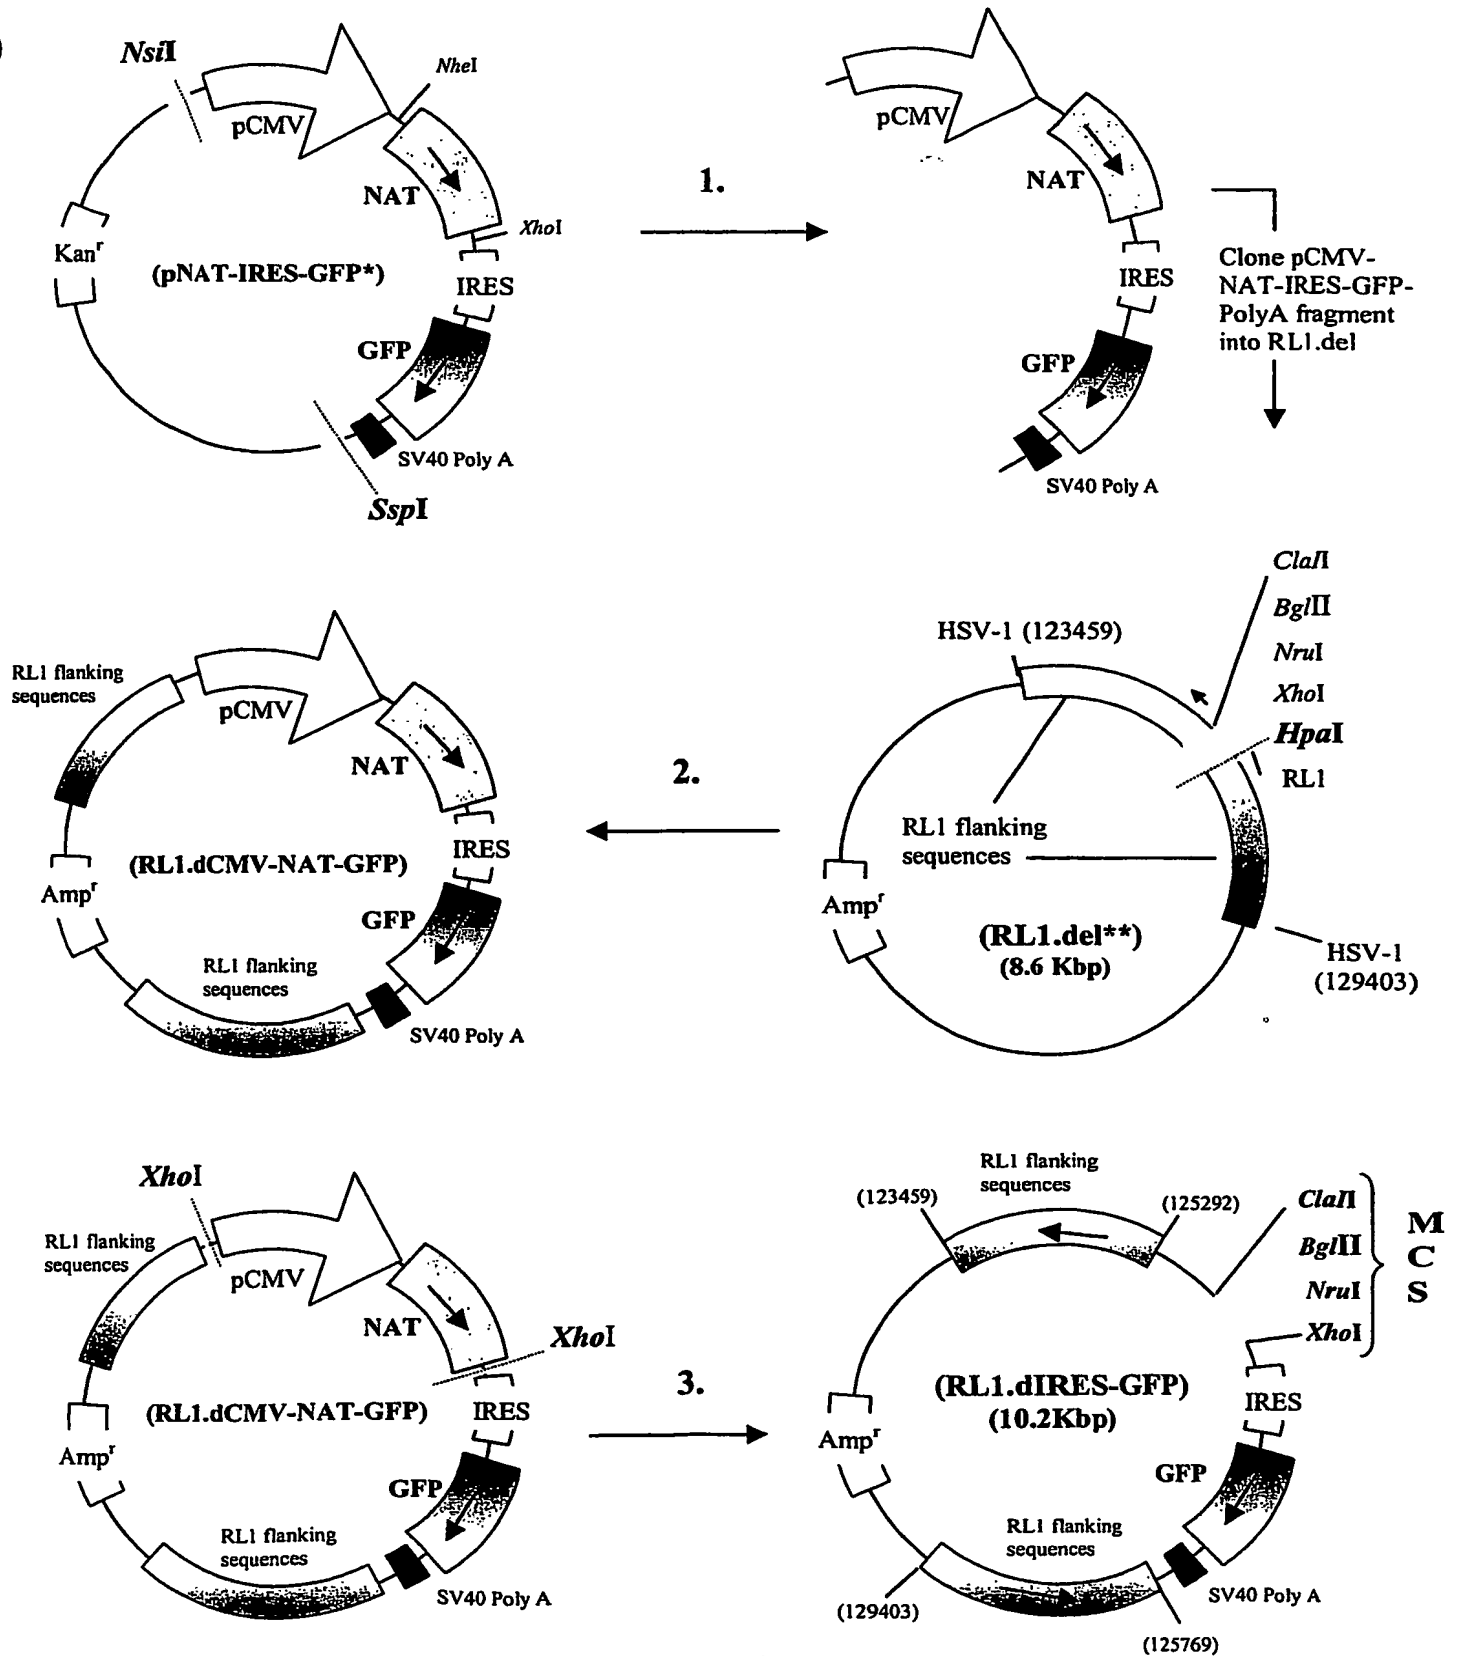 )
NsiI
NheI
pCMV
NAT
XhoI
Kanʳ
(pNAT-IRES-GFP*)
IRES
GFP
SV40 Poly A
SspI
1.
pCMV
NAT
IRES
GFP
SV40 Poly A
Clone pCMV-
NAT-IRES-GFP-
PolyA fragment
into RL1.del
RL1 flanking
sequences
pCMV
NAT
IRES
(RL1.dCMV-NAT-GFP)
Ampʳ
GFP
RL1 flanking
sequences
SV40 Poly A
2.
ClaI
BglII
NruI
XhoI
HpaI
RL1
HSV-1 (123459)
RL1 flanking
sequences
Ampʳ
(RL1.del**)
(8.6 Kbp)
HSV-1
(129403)
XhoI
RL1 flanking
sequences
pCMV
NAT
XhoI
(RL1.dCMV-NAT-GFP)
IRES
Ampʳ
GFP
RL1 flanking
sequences
SV40 Poly A
3.
RL1 flanking
sequences
(123459)
(125292)
ClaI
BglII
NruI
XhoI
M
C
S
(RL1.dIRES-GFP)
(10.2Kbp)
IRES
Ampʳ
GFP
RL1 flanking
sequences
SV40 Poly A
(129403)
(125769)